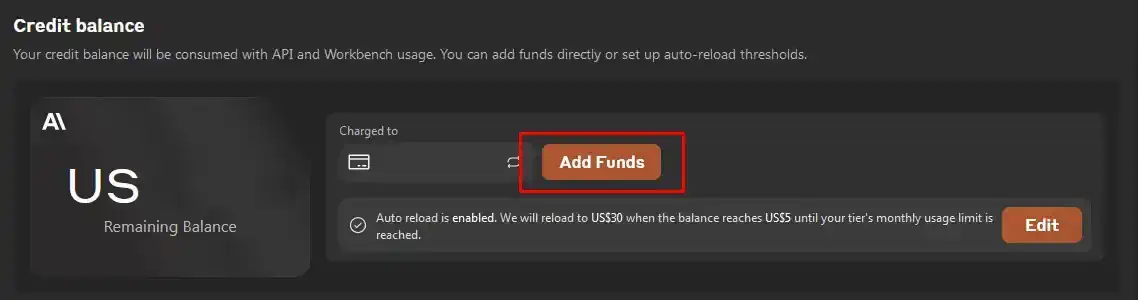 Credit balance
Your credit balance will be consumed with API and Workbench usage. You can add funds directly or set up auto-reload thresholds.
A\
US
Remaining Balance
Charged to
Add Funds
Auto reload is enabled. We will reload to US$30 when the balance reaches US$5 until your tier's monthly usage limit is
reached.
Edit